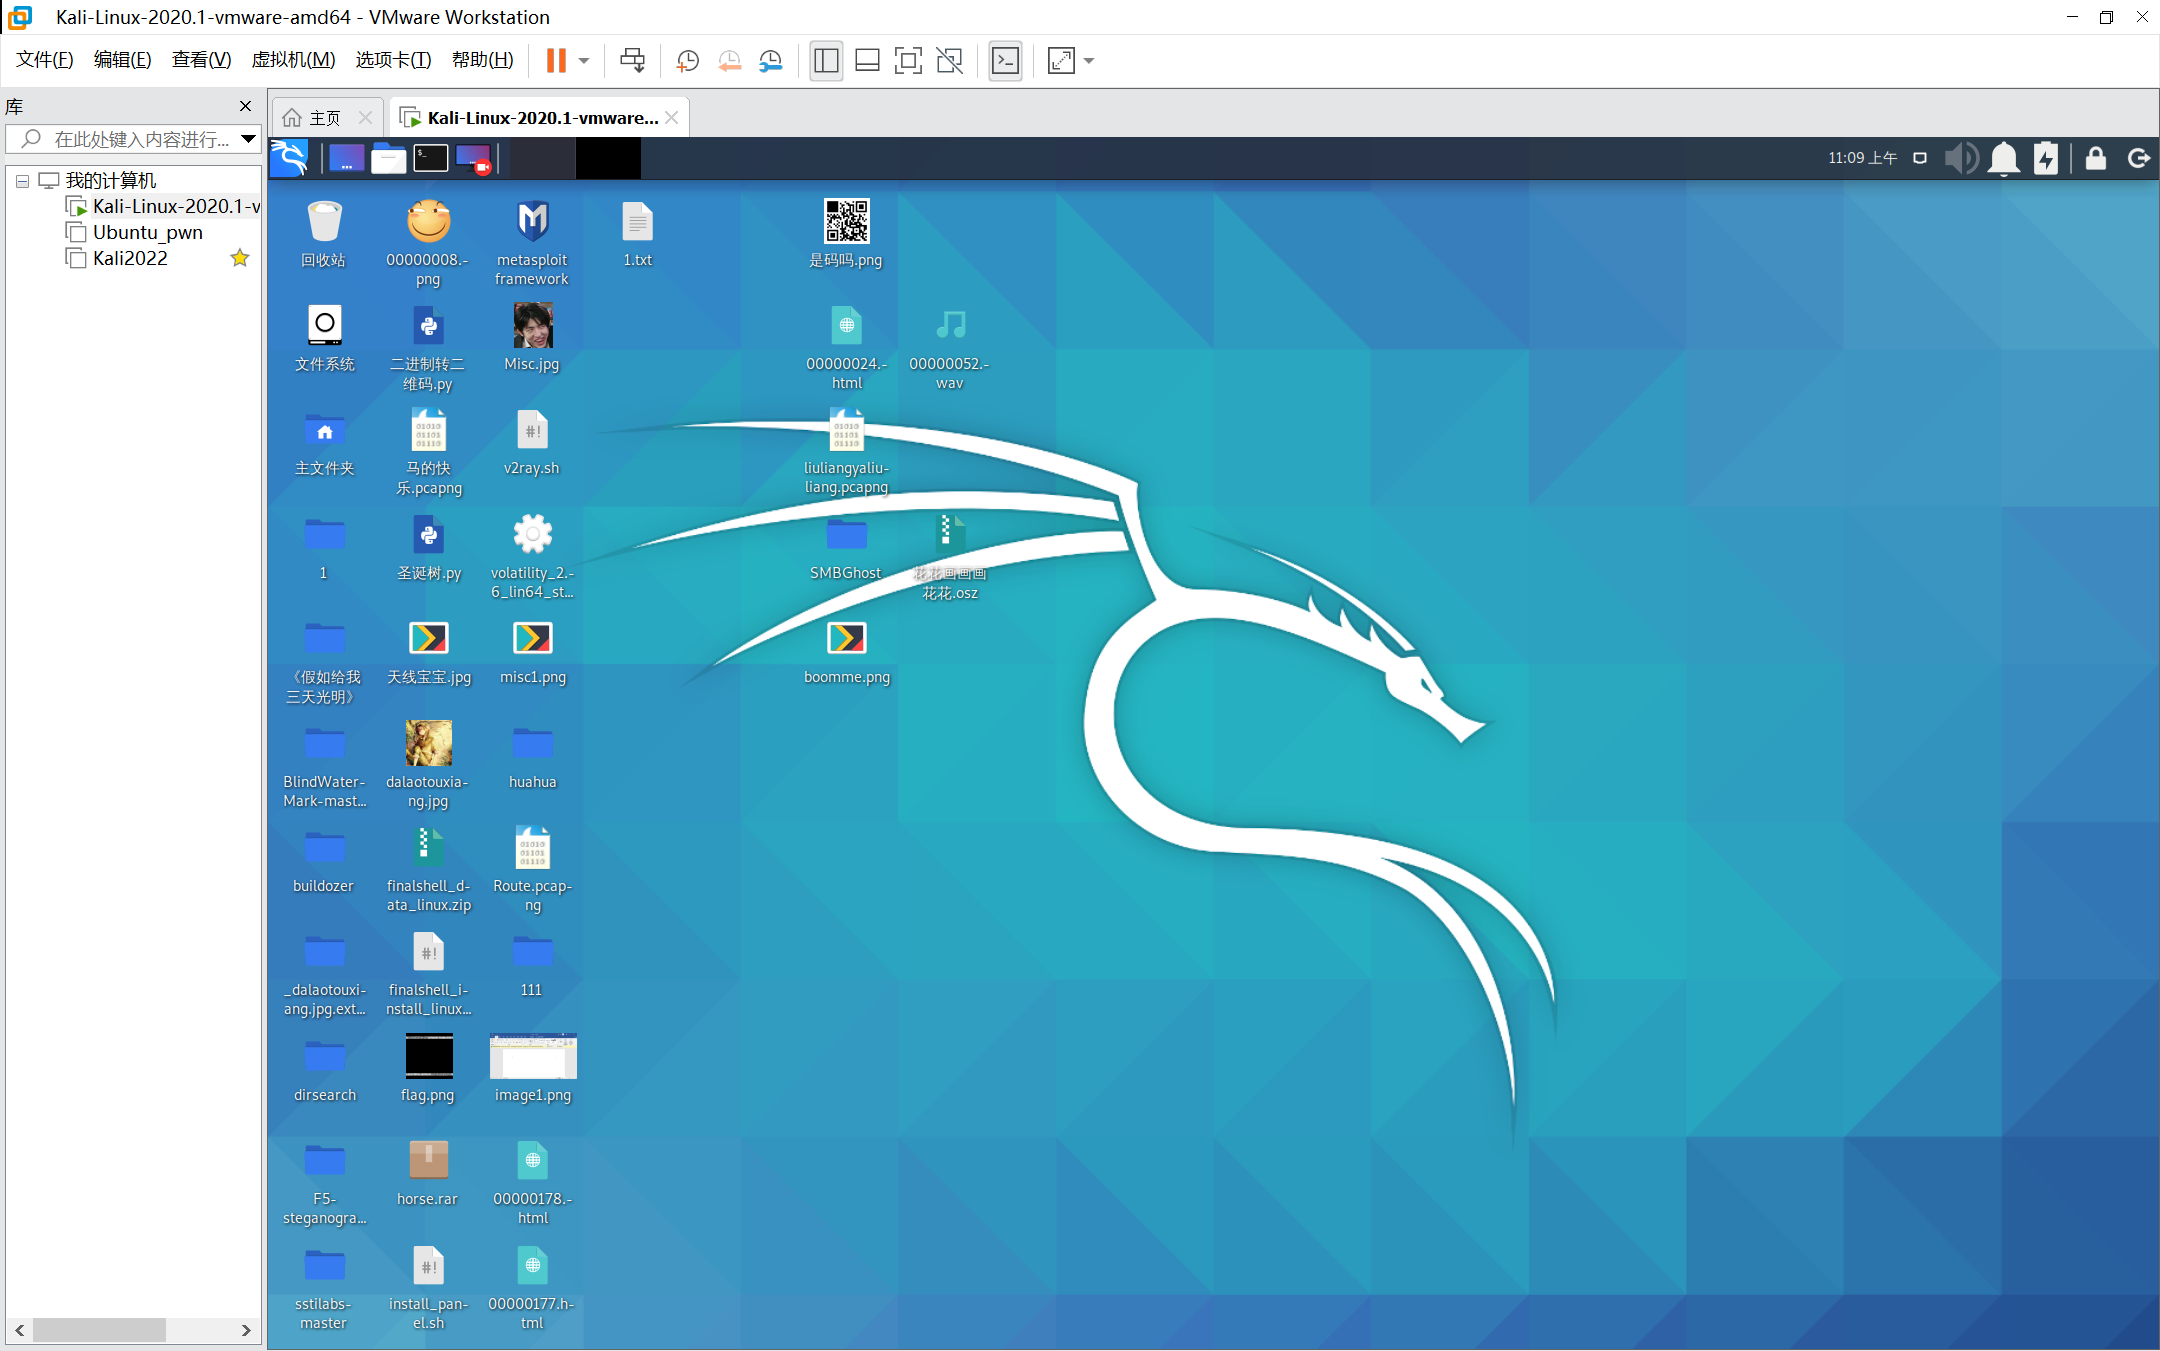 Kali-Linux-2020.1-vmware-amd64 - VMware Workstation
文件(F) 编辑(E) 查看(V) 虚拟机(M) 选项卡(T) 帮助(H)
库
在此处键入内容进行...
我的计算机
Kali-Linux-2020.1-v
Ubuntu_pwn
Kali2022
主页
Kali-Linux-2020.1-vmware...
11:09 上午
回收站
00000008.-
png
metasploit
framework
1.txt
是码吗.png
文件系统
二进制转二
维码.py
Misc.jpg
00000024.-
html
00000052.-
wav
主文件夹
马的快
乐.pcapng
v2ray.sh
liuliangyaliu-
liang.pcapng
1
圣诞树.py
volatility_2.-
6_lin64_st...
SMBGhost
花花画画画
花花.osz
《假如给我
三天光明》
天线宝宝.jpg
misc1.png
boomme.png
BlindWater-
Mark-mast...
dalaotouxia-
ng.jpg
huahua
buildozer
finalshell_d-
ata_linux.zip
Route.pcap-
ng
_dalaotouxi-
ang.jpg.ext...
finalshell_i-
nstall_linux...
111
dirsearch
flag.png
image1.png
F5-
steganogra...
horse.rar
00000178.-
html
sstilabs-
master
install_pan-
el.sh
00000177.h-
tml